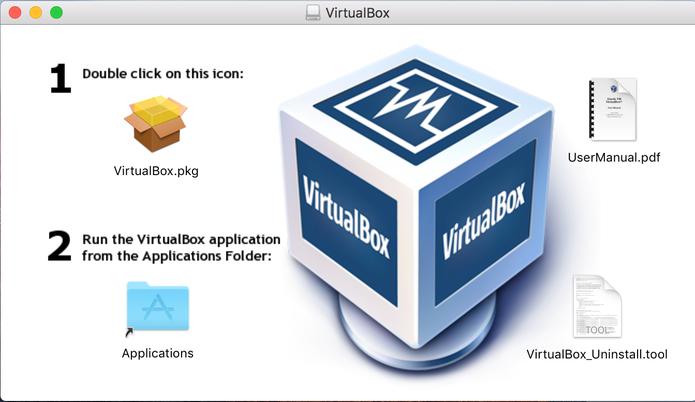 VirtualBox
1 Double click on this icon:
VirtualBox.pkg
2 Run the VirtualBox application
from the Applications Folder:
Applications
VirtualBox
VirtualBox
UserManual.pdf
TOOL
VirtualBox_Uninstall.tool